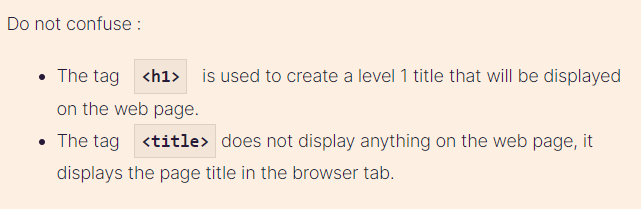 Do not confuse :
• The tag <h1> is used to create a level 1 title that will be displayed
on the web page.
• The tag <title> does not display anything on the web page, it
displays the page title in the browser tab.